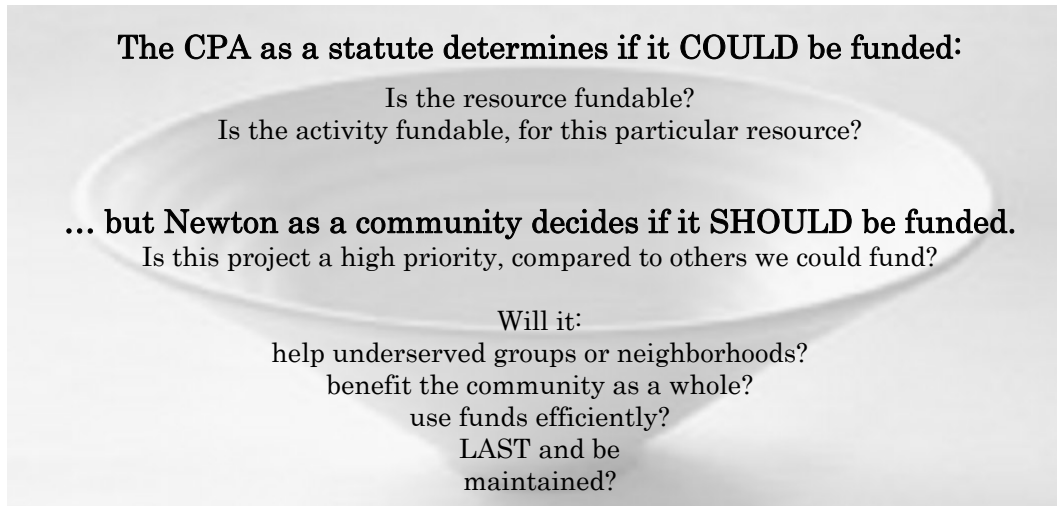 The CPA as a statute determines if it COULD be funded:
Is the resource fundable?
Is the activity fundable, for this particular resource?
… but Newton as a community decides if it SHOULD be funded.
Is this project a high priority, compared to others we could fund?
Will it:
help underserved groups or neighborhoods?
benefit the community as a whole?
use funds efficiently?
LAST and be
maintained?